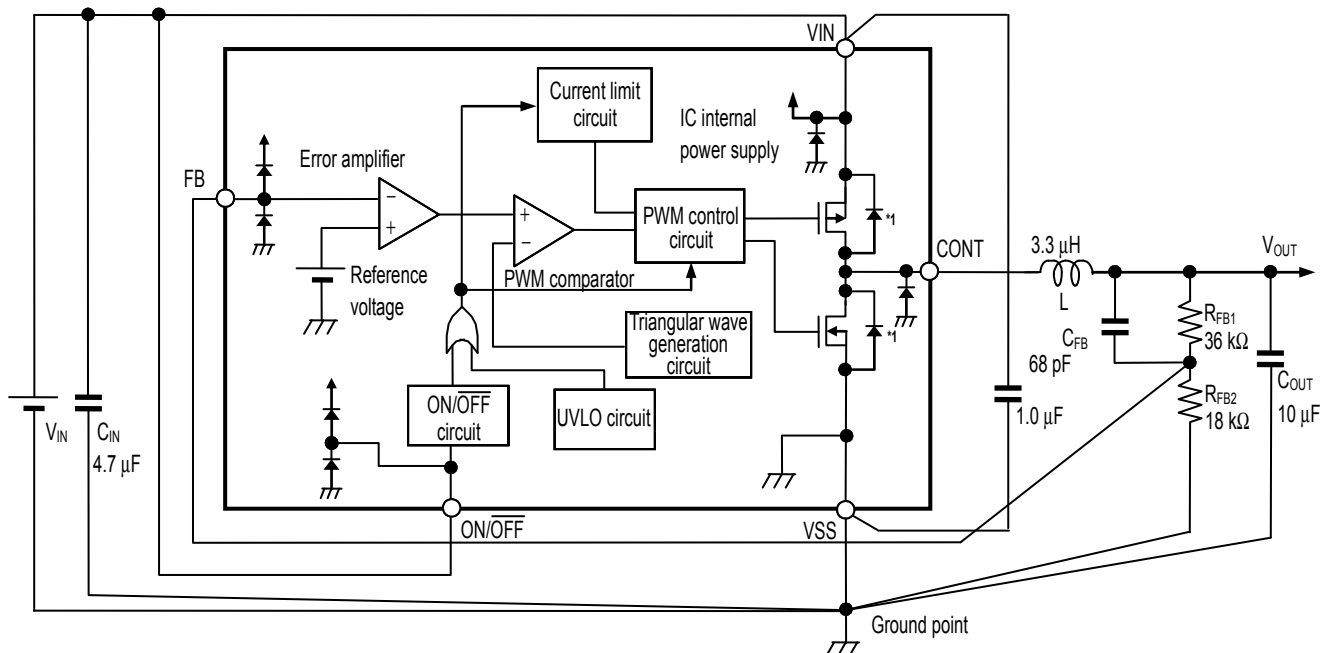 VIN
Current limit
circuit
IC internal
power supply
Error amplifier
FB
−
+
+
−
PWM control
circuit
*1
CONT
3.3 μH
L
VOUT
Reference
voltage
PWM comparator
Triangular wave
generation
circuit
*1
CFB
68 pF
RFB1
36 kΩ
RFB2
18 kΩ
COUT
10 μF
1.0 μF
ON/OFF
circuit
UVLO circuit
VIN
CIN
4.7 μF
ON/OFF
VSS
Ground point